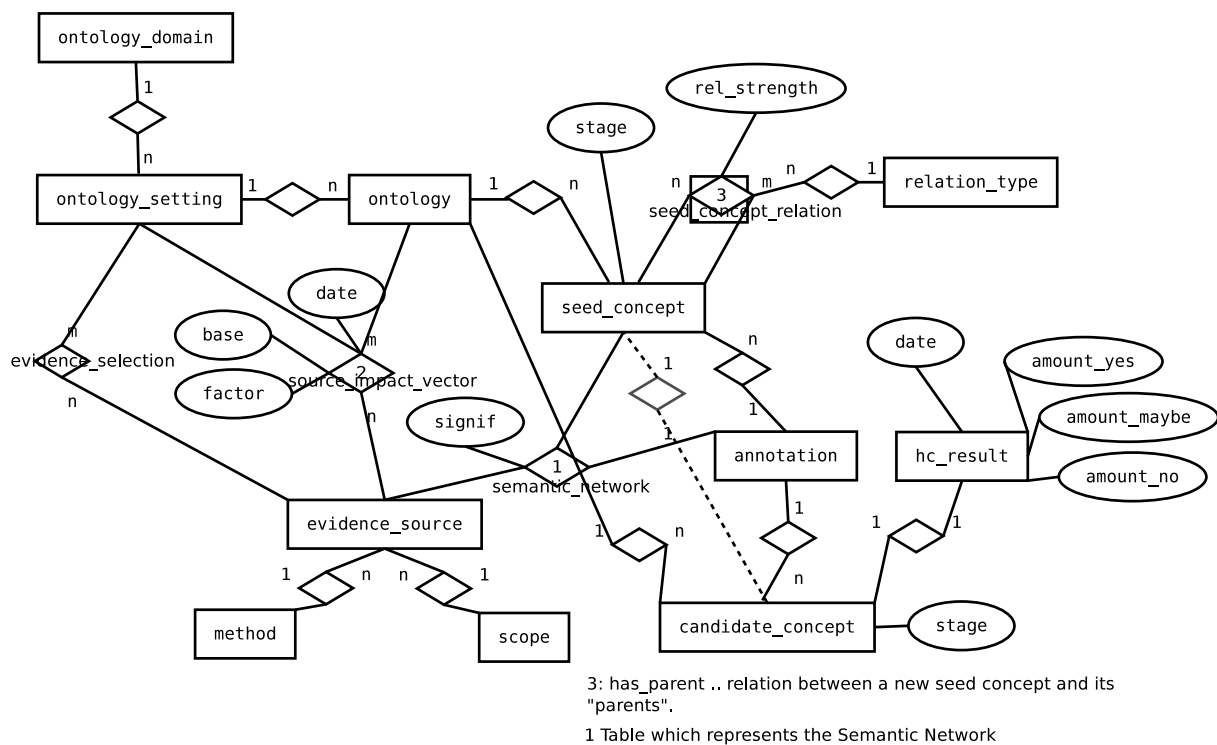 ontology_domain
1
n
rel_strength
stage
ontology_setting
1
n
ontology
1
n
n
3
m
n
1
relation_type
seed_concept_relation
date
seed_concept
base
m
evidence_selection
n
factor
m
2
source_impact_vector
n
signif
1
n
1
1
date
amount_yes
amount_maybe
amount_no
hc_result
annotation
1
semantic_network
evidence_source
1
n
1
n
1
1
1
n
n
1
method
scope
candidate_concept
stage
3: has_parent .. relation between a new seed concept and its
"parents".
1 Table which represents the Semantic Network